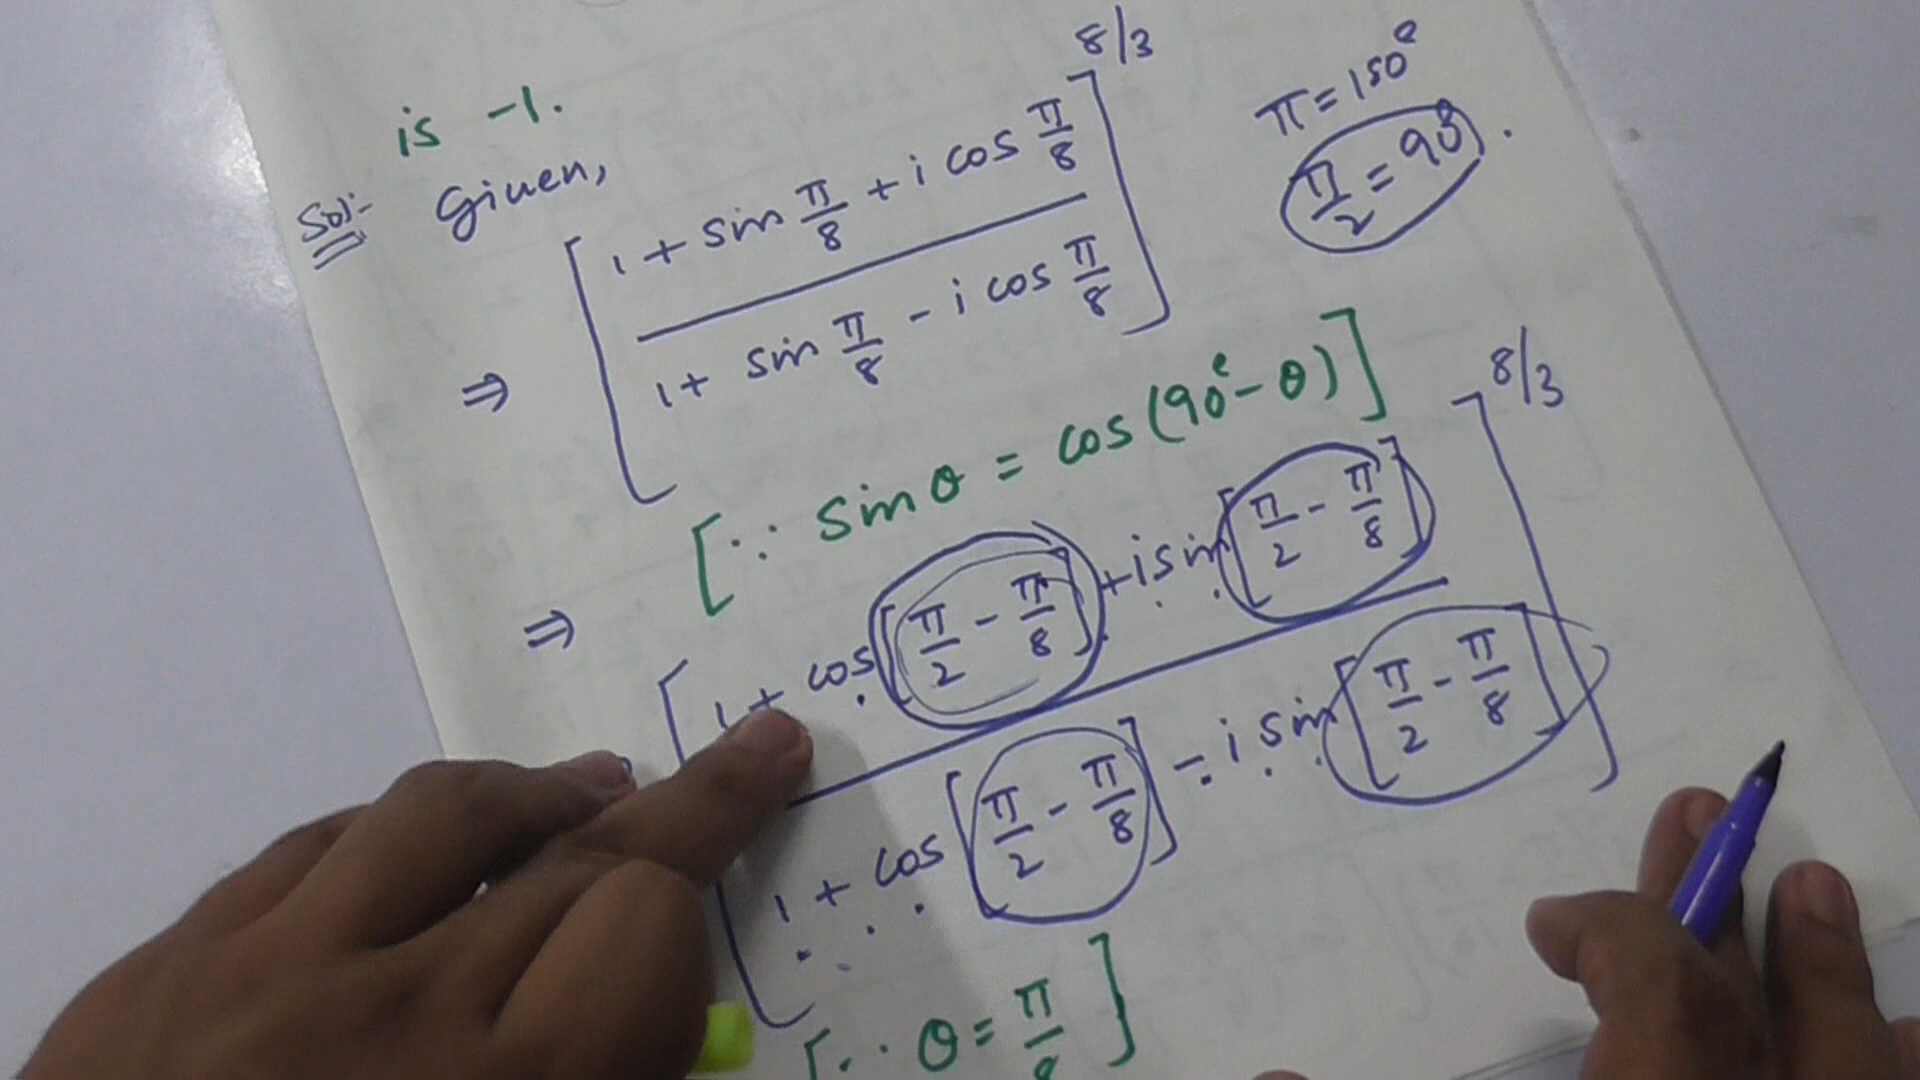 is -1.
Sol:- Given,
⇒ [ (1 + sin π/8 + i cos π/8) / (1 + sin π/8 - i cos π/8) ]^8/3
π = 180°
π/2 = 90° .
[∵ sin θ = cos (90° - θ)]
⇒ [ (1 + cos [π/2 - π/8] + i sin [π/2 - π/8]) / (1 + cos [π/2 - π/8] - i sin [π/2 - π/8]) ]^8/3
[∵ θ = π/8 ]